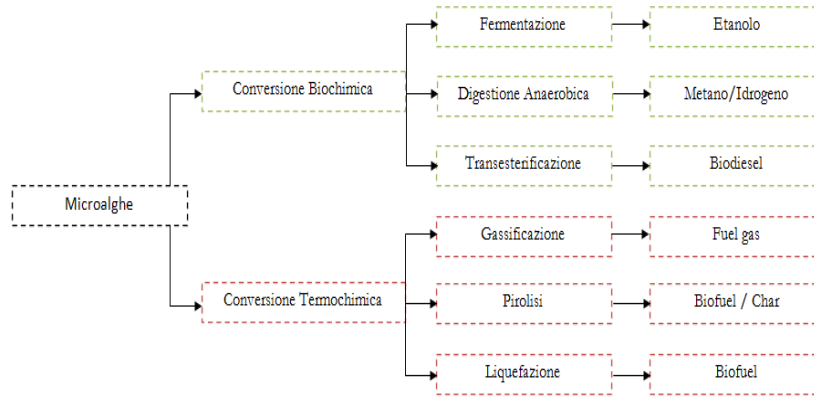 Fermentazione
Etanolo
Conversione Biochimica
Digestione Anaerobica
Metano/Idrogeno
Transesterificazione
Biodiesel
Microalghe
Gassificazione
Fuel gas
Conversione Termochimica
Pirolisi
Biofuel / Char
Liquefazione
Biofuel